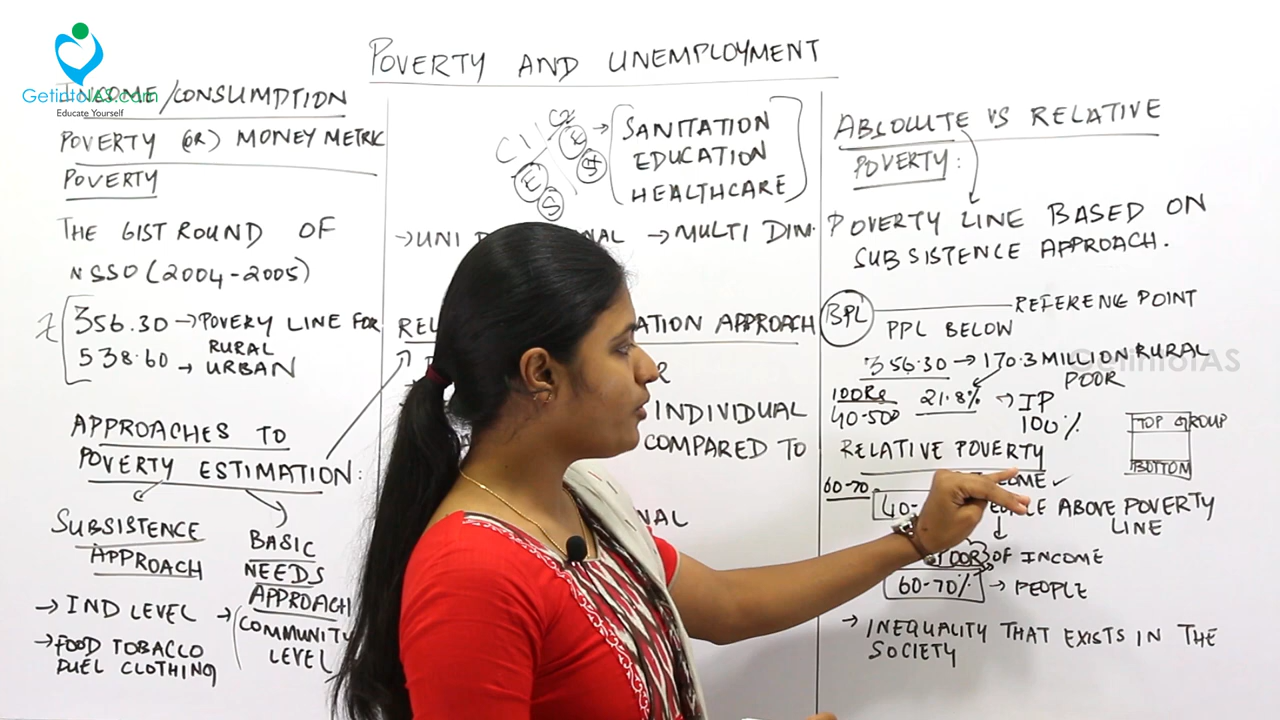 GetintoIAS.com
Educate Yourself
POVERTY AND UNEMPLOYMENT
INCOME/CONSUMPTION
POVERTY (OR) MONEY METRIC
POVERTY
THE 61ST ROUND OF
NSSO (2004-2005)
356.30 → POVERY LINE FOR
RURAL
538.60 → URBAN
APPROACHES TO
POVERTY ESTIMATION:
SUBSISTENCE
APPROACH
→ IND LEVEL
→ FOOD TOBACCO
FUEL CLOTHING
BASIC
NEEDS
APPROACH
→ COMMUNITY
LEVEL
SANITATION
EDUCATION
HEALTHCARE
→ UNI
→ MULTI DIM.
APPROACH
INDIVIDUAL
COMPARED TO
ABSOLUTE VS RELATIVE
POVERTY:
POVERTY LINE BASED ON
SUBSISTENCE APPROACH.
BPL
REFERENCE POINT
PPL BELOW
356.30 → 170.3 MILLION RURAL
POOR
GetintoIAS
100Rs
21.8% → IP
40-500
100%
TOP GROUP
BOTTOM
RELATIVE POVERTY
60-70
40-
ABOVE POVERTY
LINE
OF INCOME
60-70% → PEOPLE
→ INEQUALITY THAT EXISTS IN THE
SOCIETY